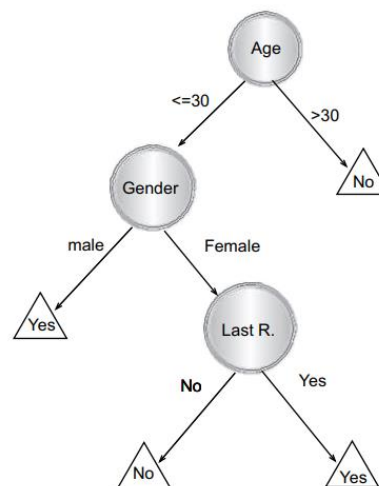 Age
<=30
>30
Gender
No
male
Female
Yes
Last R.
No
Yes
No
Yes